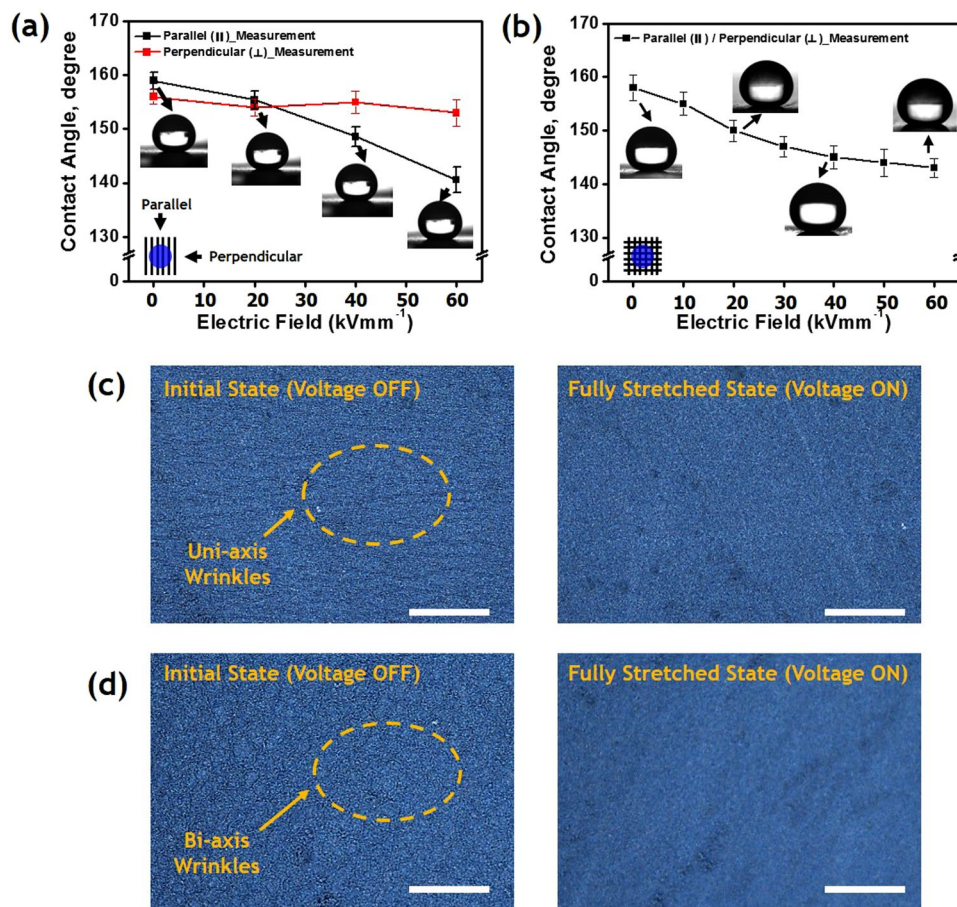 (a)
170
160
150
140
130
0
Contact Angle, degree
Parallel (∥)_Measurement
Perpendicular (⊥)_Measurement
Parallel
Perpendicular
0 10 20 30 40 50 60
Electric Field (kVmm⁻¹)
(b)
170
160
150
140
130
0
Contact Angle, degree
Parallel (∥) / Perpendicular (⊥)_Measurement
0 10 20 30 40 50 60
Electric Field (kVmm⁻¹)
(c)
Initial State (Voltage OFF)
Uni-axis
Wrinkles
Fully Stretched State (Voltage ON)
(d)
Initial State (Voltage OFF)
Bi-axis
Wrinkles
Fully Stretched State (Voltage ON)